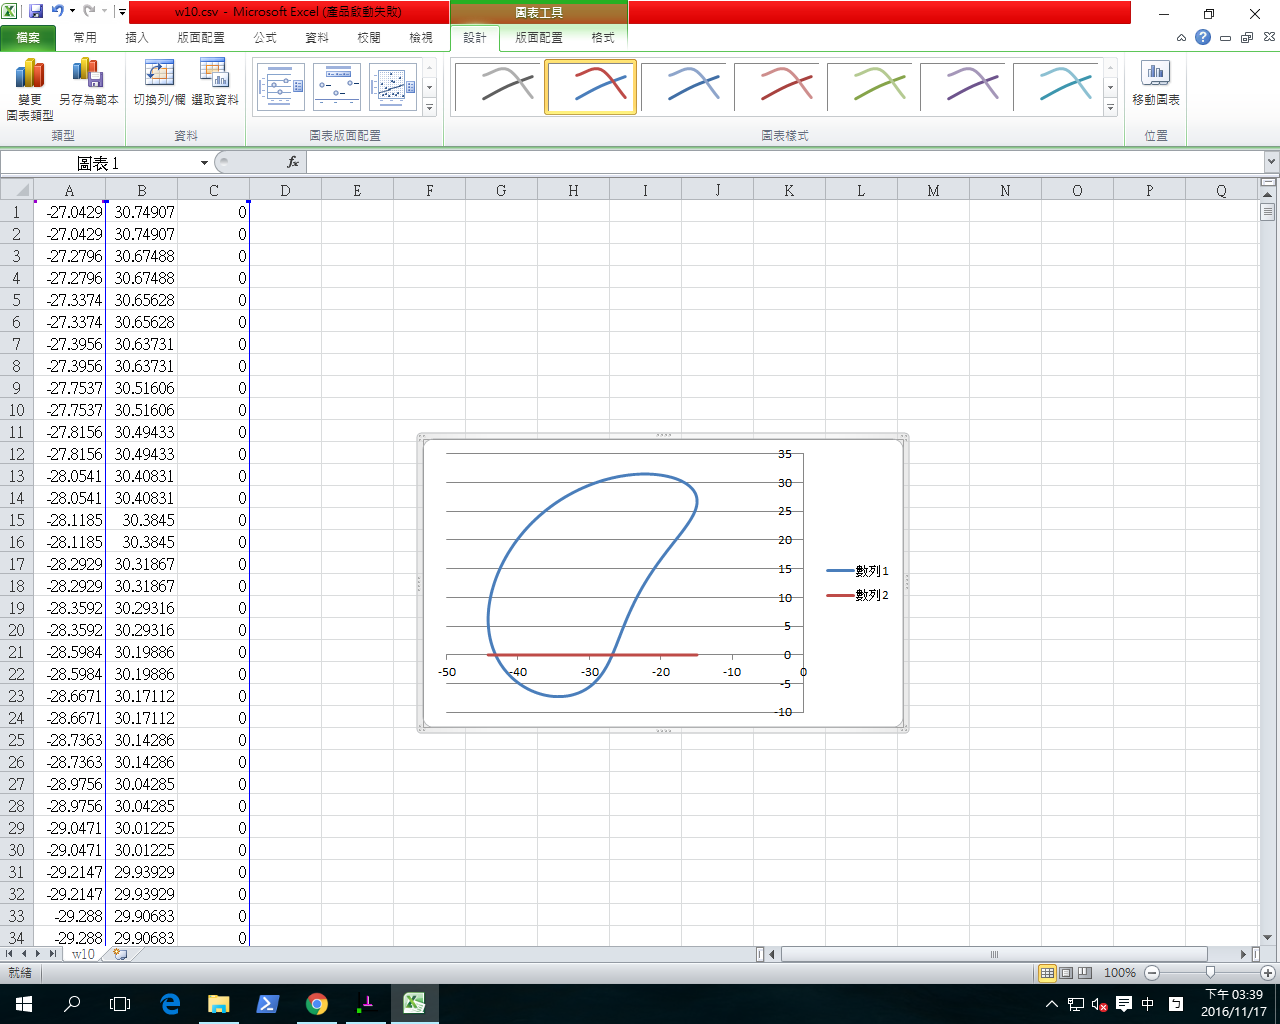 w10.csv - Microsoft Excel (產品啟動失敗)
圖表工具
檔案 常用 插入 版面配置 公式 資料 校閱 檢視 設計 版面配置 格式
變更
圖表類型
另存為範本
切換列/欄
選取資料
移動圖表
類型 資料 圖表版面配置 圖表樣式 位置
圖表 1
fx
A B C D E F G H I J K L M N O P Q
1 -27.0429 30.74907 0
2 -27.0429 30.74907 0
3 -27.2796 30.67488 0
4 -27.2796 30.67488 0
5 -27.3374 30.65628 0
6 -27.3374 30.65628 0
7 -27.3956 30.63731 0
8 -27.3956 30.63731 0
9 -27.7537 30.51606 0
10 -27.7537 30.51606 0
11 -27.8156 30.49433 0
12 -27.8156 30.49433 0
13 -28.0541 30.40831 0
14 -28.0541 30.40831 0
15 -28.1185 30.3845 0
16 -28.1185 30.3845 0
17 -28.2929 30.31867 0
18 -28.2929 30.31867 0
19 -28.3592 30.29316 0
20 -28.3592 30.29316 0
21 -28.5984 30.19886 0
22 -28.5984 30.19886 0
23 -28.6671 30.17112 0
24 -28.6671 30.17112 0
25 -28.7363 30.14286 0
26 -28.7363 30.14286 0
27 -28.9756 30.04285 0
28 -28.9756 30.04285 0
29 -29.0471 30.01225 0
30 -29.0471 30.01225 0
31 -29.2147 29.93929 0
32 -29.2147 29.93929 0
33 -29.288 29.90683 0
34 -29.288 29.90683 0
35
30
25
20
15
10
5
0
-5
-10
-50 -40 -30 -20 -10 0
數列1
數列2
w10
就緒
100%
中
下午 03:39
2016/11/17